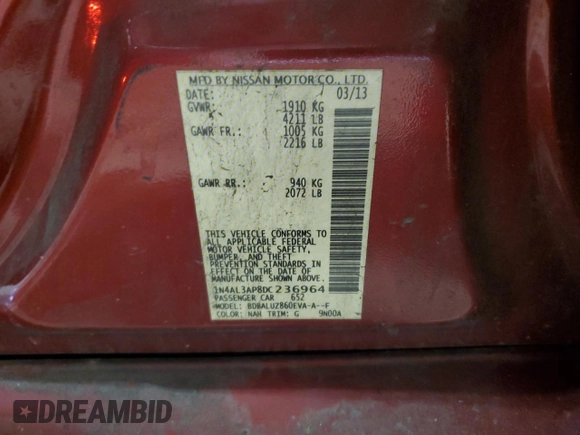 MFD BY NISSAN MOTOR CO., LTD.
DATE: 03/13
GVWR: 1910 KG
4211 LB
GAWR FR.: 1005 KG
2216 LB
GAWR RR.: 940 KG
2072 LB
THIS VEHICLE CONFORMS TO
ALL APPLICABLE FEDERAL
MOTOR VEHICLE SAFETY,
BUMPER, AND THEFT
PREVENTION STANDARDS IN
EFFECT ON THE DATE OF
MANUFACTURE SHOWN ABOVE.
1N4AL3AP8DC236964
PASSENGER CAR 652
MODEL: BDBALUZ860EVA-A--F
COLOR: NAH TRIM: G 9N00A
DREAMBID